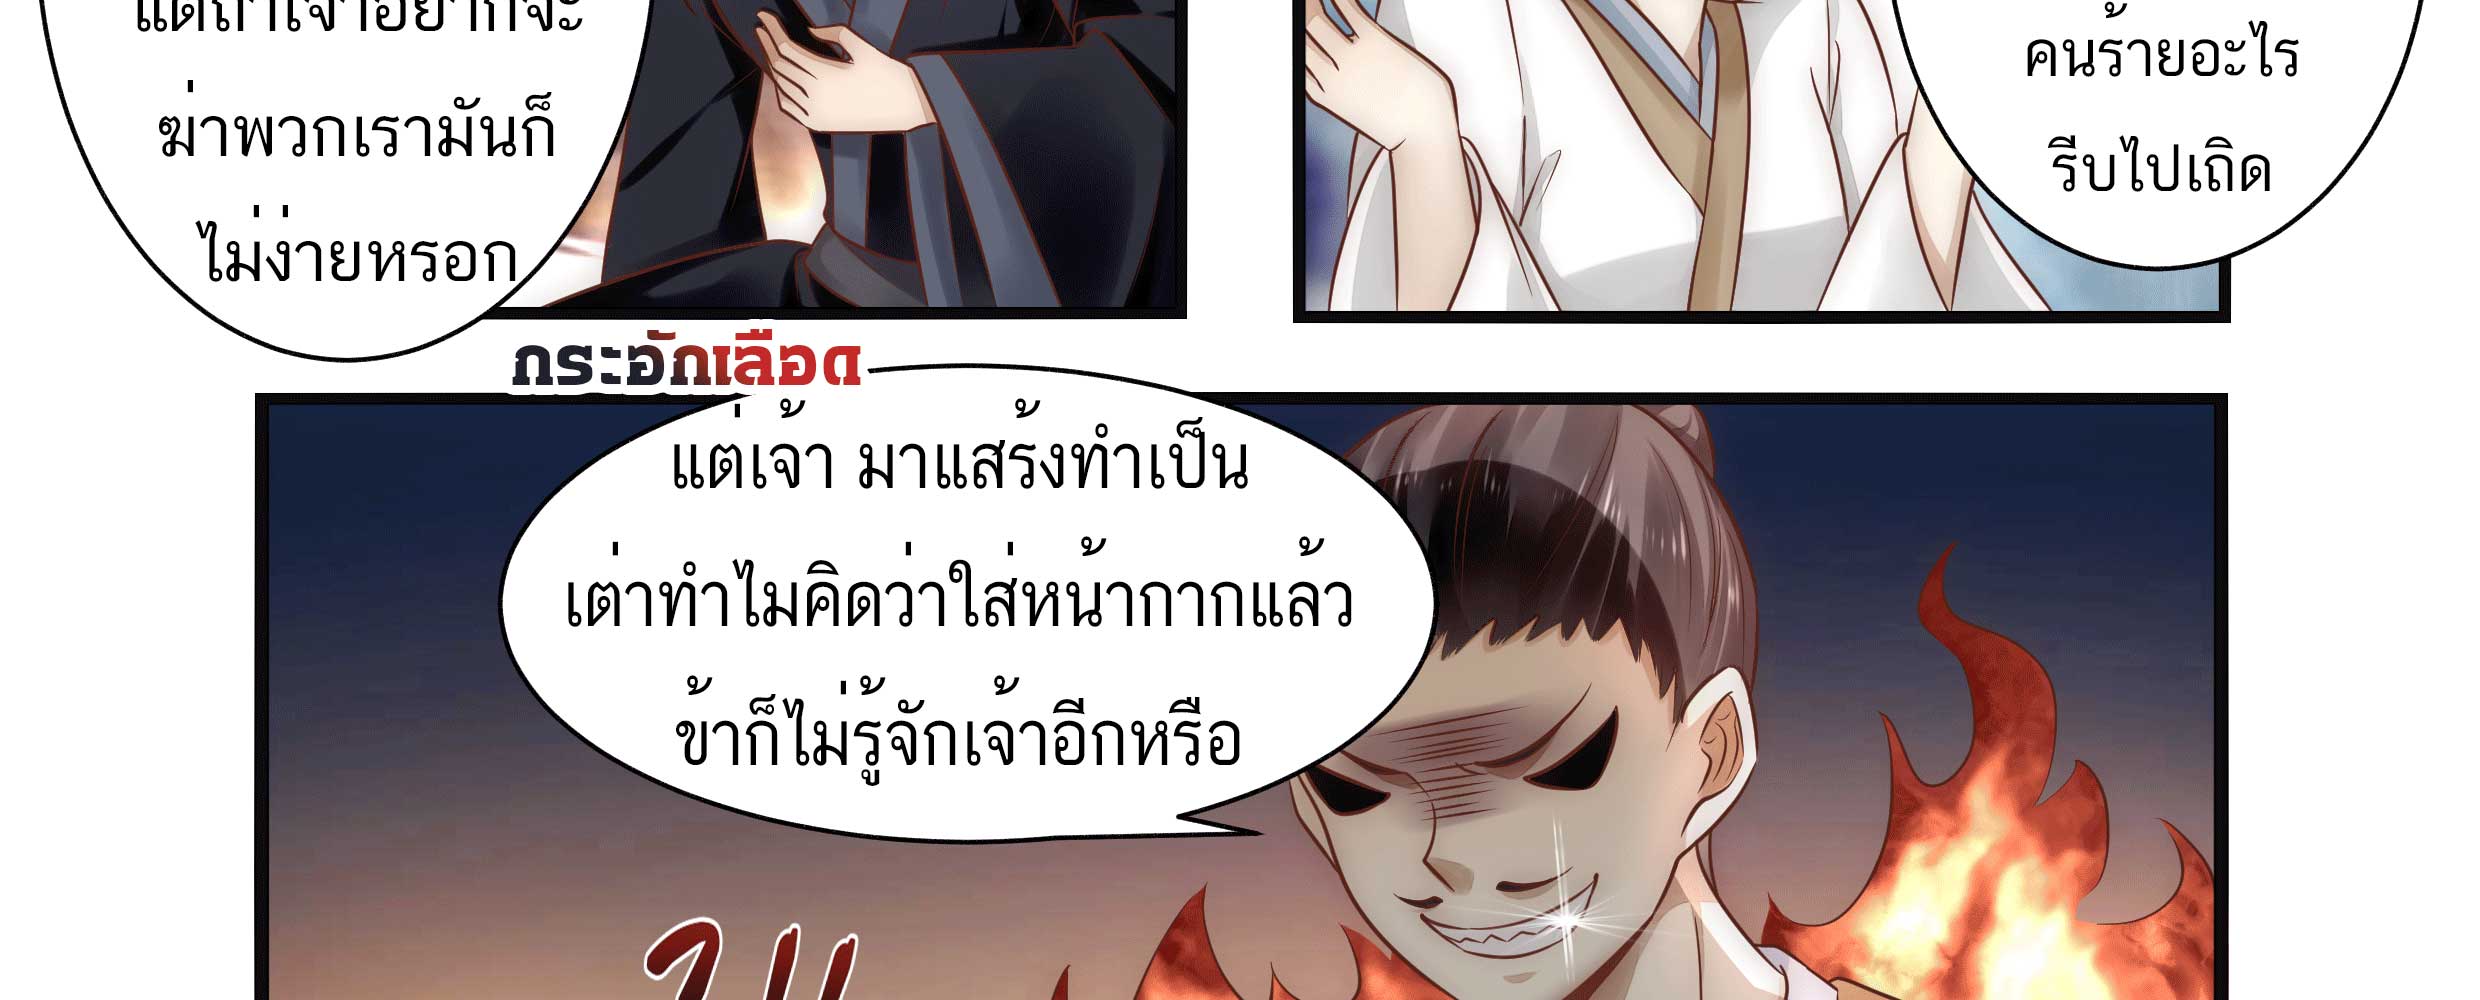 แต่ถ้าเจ้าอยากจะ
ฆ่าพวกเรามันก็
ไม่ง่ายหรอก
คนร้ายอะไร
รีบไปเถิด
กระอักเลือด
แต่เจ้า มาแสร้งทำเป็น
เต่าทำไมคิดว่าใส่หน้ากากแล้ว
ข้าก็ไม่รู้จักเจ้าอีกหรือ